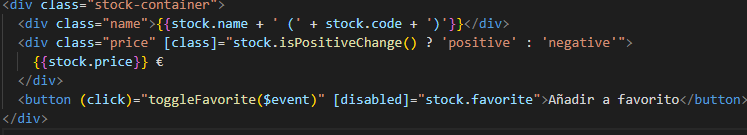 <div class="stock-container">
<div class="name">{{stock.name + ' (' + stock.code + ')'}}</div>
<div class="price" [class]="stock.isPositiveChange() ? 'positive' : 'negative'">
{{stock.price}} €
</div>
<button (click)="toggleFavorite($event)" [disabled]="stock.favorite">Añadir a favorito</button>
</div>